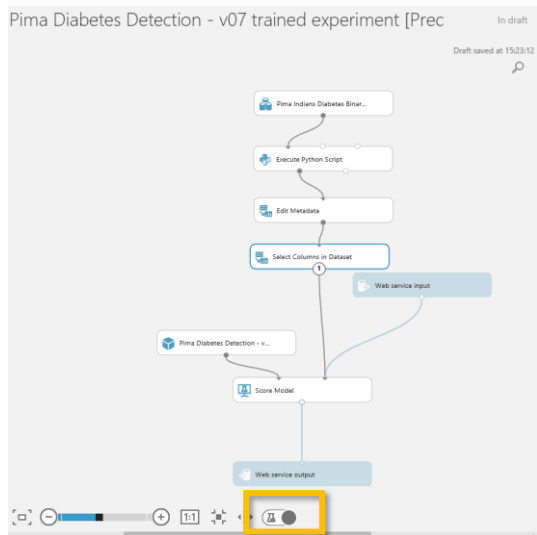 Pima Diabetes Detection - v07 trained experiment [Prec
In draft
Draft saved at 15:23:12
Pima Indians Diabetes Binar...
Execute Python Script
Edit Metadata
Select Columns in Dataset
1
Web service input
Pima Diabetes Detection - v...
Score Model
Web service output
1:1